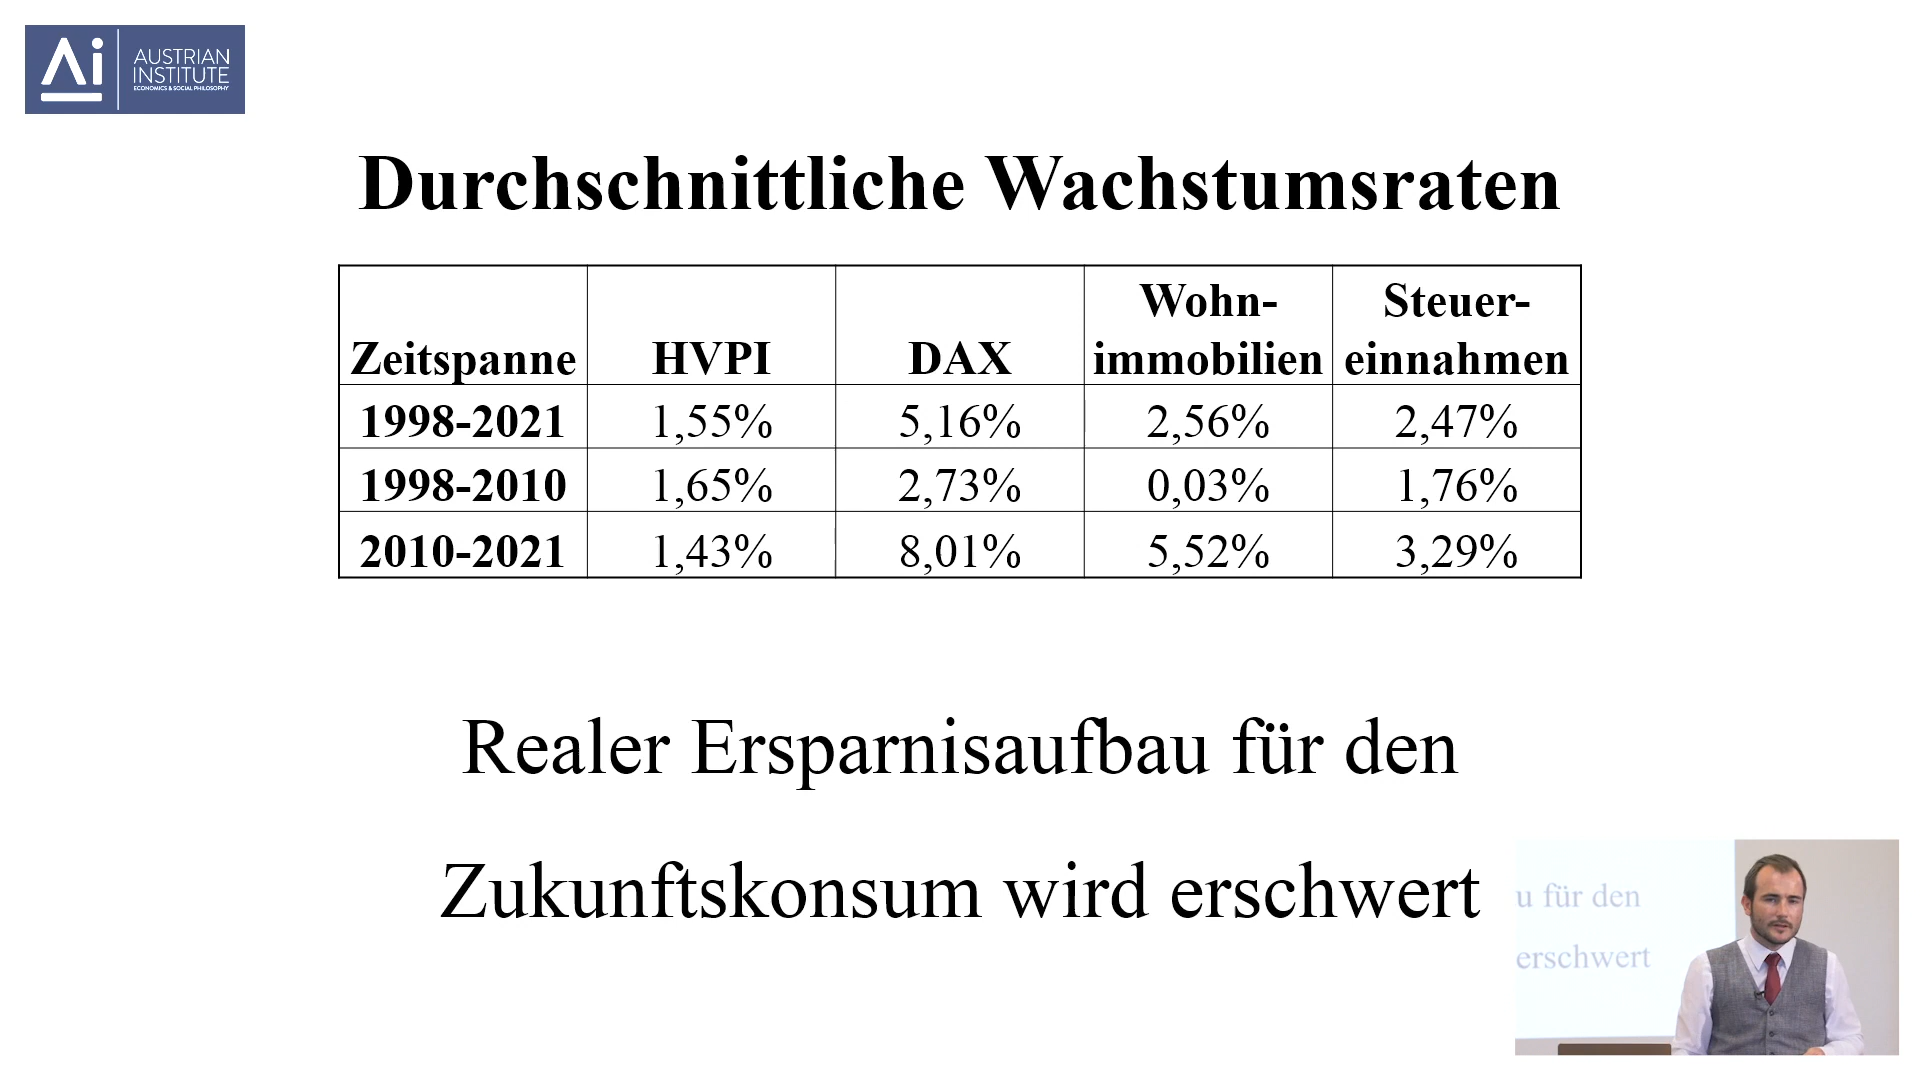 Ai
AUSTRIAN
INSTITUTE
ECONOMICS & SOCIAL PHILOSOPHY
Durchschnittliche Wachstumsraten
Zeitspanne HVPI DAX Wohn-immobilien Steuer-einnahmen
1998-2021 1,55% 5,16% 2,56% 2,47%
1998-2010 1,65% 2,73% 0,03% 1,76%
2010-2021 1,43% 8,01% 5,52% 3,29%
Realer Ersparnisaufbau für den
Zukunftskonsum wird erschwert
u für den
erschwert